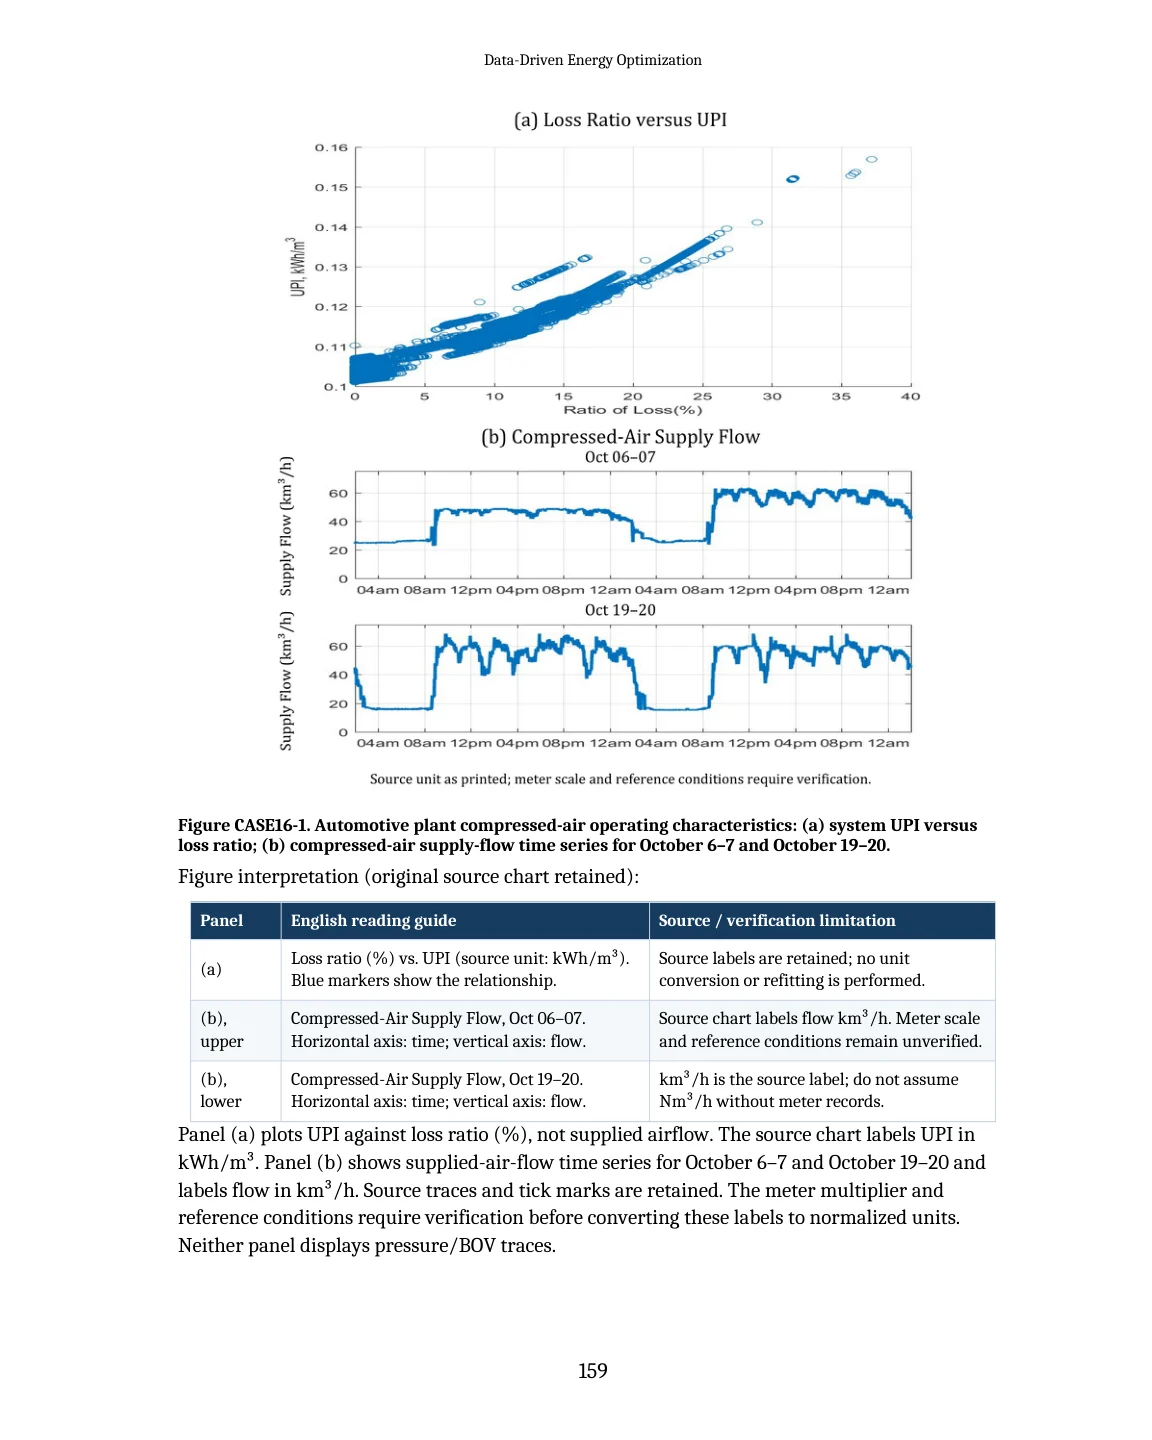 Data-Driven Energy Optimization
(a) Loss Ratio versus UPI
0.16
0.15
0.14
0.13
0.12
0.11
0.1
UPI, kWh/m³
0 5 10 15 20 25 30 35 40
Ratio of Loss(%)
(b) Compressed-Air Supply Flow
Oct 06–07
Supply Flow (km³/h)
60
40
20
0
04am 08am 12pm 04pm 08pm 12am 04am 08am 12pm 04pm 08pm 12am
Oct 19–20
Supply Flow (km³/h)
60
40
20
0
04am 08am 12pm 04pm 08pm 12am 04am 08am 12pm 04pm 08pm 12am
Source unit as printed; meter scale and reference conditions require verification.
Figure CASE16-1. Automotive plant compressed-air operating characteristics: (a) system UPI versus
loss ratio; (b) compressed-air supply-flow time series for October 6–7 and October 19–20.
Figure interpretation (original source chart retained):
Panel English reading guide Source / verification limitation
(a)
Loss ratio (%) vs. UPI (source unit: kWh/m³).
Blue markers show the relationship.
Source labels are retained; no unit
conversion or refitting is performed.
(b),
upper
Compressed-Air Supply Flow, Oct 06–07.
Horizontal axis: time; vertical axis: flow.
Source chart labels flow km³/h. Meter scale
and reference conditions remain unverified.
(b),
lower
Compressed-Air Supply Flow, Oct 19–20.
Horizontal axis: time; vertical axis: flow.
km³/h is the source label; do not assume
Nm³/h without meter records.
Panel (a) plots UPI against loss ratio (%), not supplied airflow. The source chart labels UPI in
kWh/m³. Panel (b) shows supplied-air-flow time series for October 6–7 and October 19–20 and
labels flow in km³/h. Source traces and tick marks are retained. The meter multiplier and
reference conditions require verification before converting these labels to normalized units.
Neither panel displays pressure/BOV traces.
159